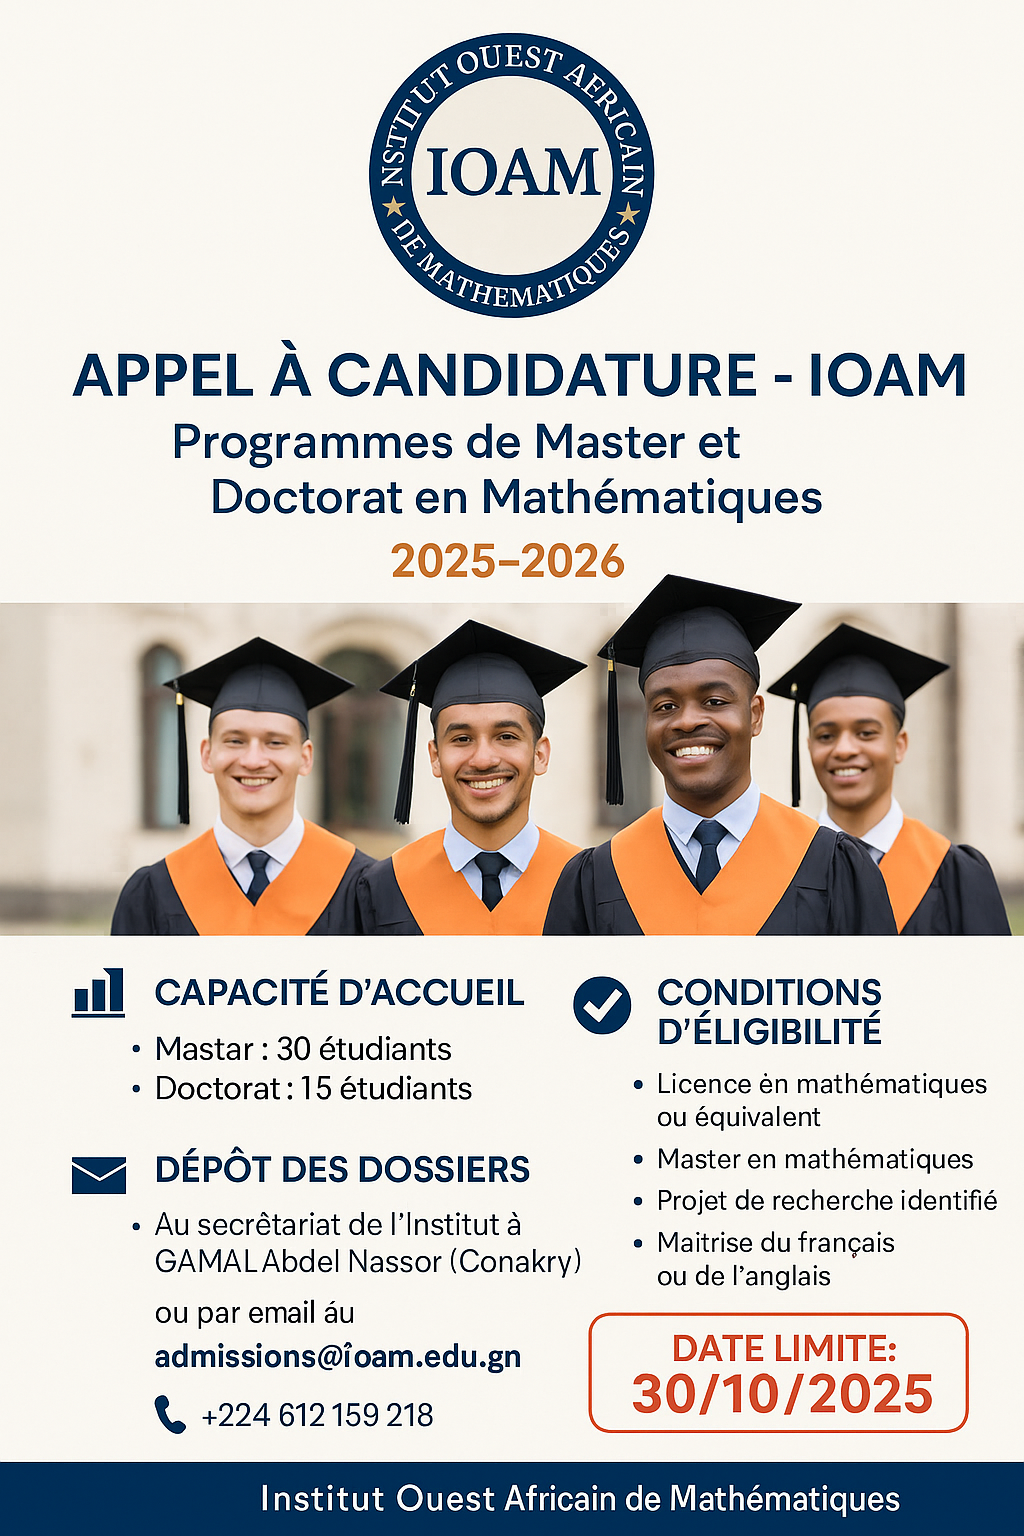 NSTITUT OUEST AFRICAIN
IOAM
DE MATHEMATIQUES
APPEL À CANDIDATURE - IOAM
Programmes de Master et
Doctorat en Mathématiques
2025–2026
CAPACITÉ D'ACCUEIL
• Mastar : 30 étudiants
• Doctorat : 15 étudiants
DÉPÔT DES DOSSIERS
• Au secrêtariat de l'Institut à
GAMAL Abdel Nassor (Conakry)
ou par email áu
admissions@îoam.edu.gn
+224 612 159 218
CONDITIONS
D'ÉLIGIBILITÉ
• Licence ėn mathématiques
ou équivalent
• Master en mathématiques
• Projet de recherche identifié
• Maitrise du français
ou de l'anglais
DATE LIMITE:
30/10/2025
Institut Ouest Africain de Mathématiques